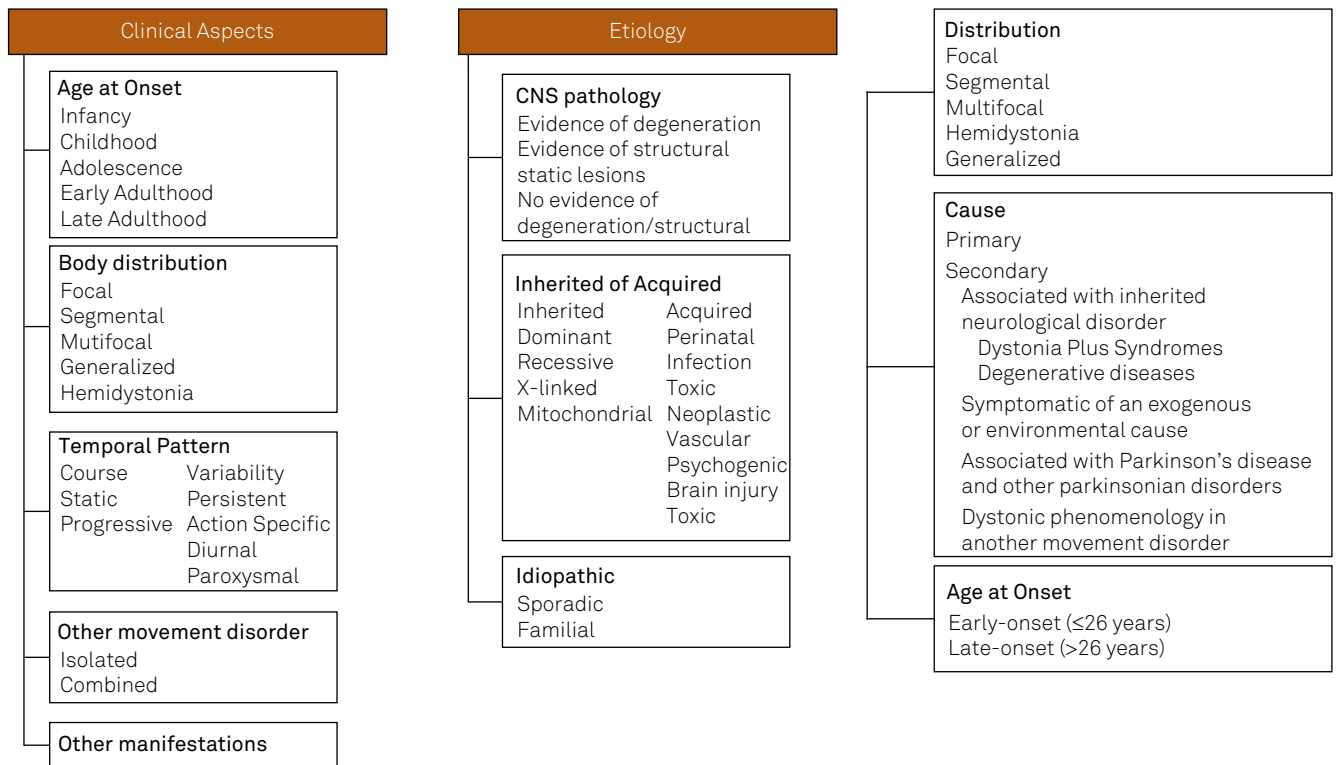 Clinical Aspects
Age at Onset
Infancy
Childhood
Adolescence
Early Adulthood
Late Adulthood
Body distribution
Focal
Segmental
Mutifocal
Generalized
Hemidystonia
Temporal Pattern
Course Variability
Static Persistent
Progressive Action Specific
Diurnal
Paroxysmal
Other movement disorder
Isolated
Combined
Other manifestations
Etiology
CNS pathology
Evidence of degeneration
Evidence of structural
static lesions
No evidence of
degeneration/structural
Inherited of Acquired
Inherited Acquired
Dominant Perinatal
Recessive Infection
X-linked Toxic
Mitochondrial Neoplastic
Vascular
Psychogenic
Brain injury
Toxic
Idiopathic
Sporadic
Familial
Distribution
Focal
Segmental
Multifocal
Hemidystonia
Generalized
Cause
Primary
Secondary
Associated with inherited
neurological disorder
Dystonia Plus Syndromes
Degenerative diseases
Symptomatic of an exogenous
or environmental cause
Associated with Parkinson's disease
and other parkinsonian disorders
Dystonic phenomenology in
another movement disorder
Age at Onset
Early-onset (≤26 years)
Late-onset (>26 years)